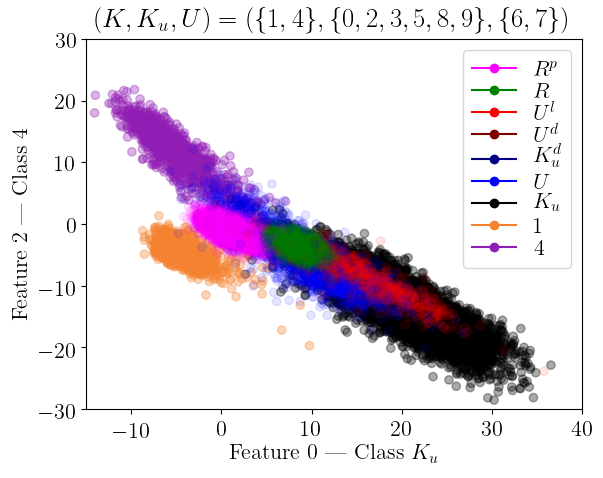 (K, K_u, U) = ({1, 4}, {0, 2, 3, 5, 8, 9}, {6, 7})
30
20
10
0
−10
−20
−30
Feature 2 — Class 4
R^p
R
U^l
U^d
K_u^d
U
K_u
1
4
−10
0
10
20
30
40
Feature 0 — Class K_u